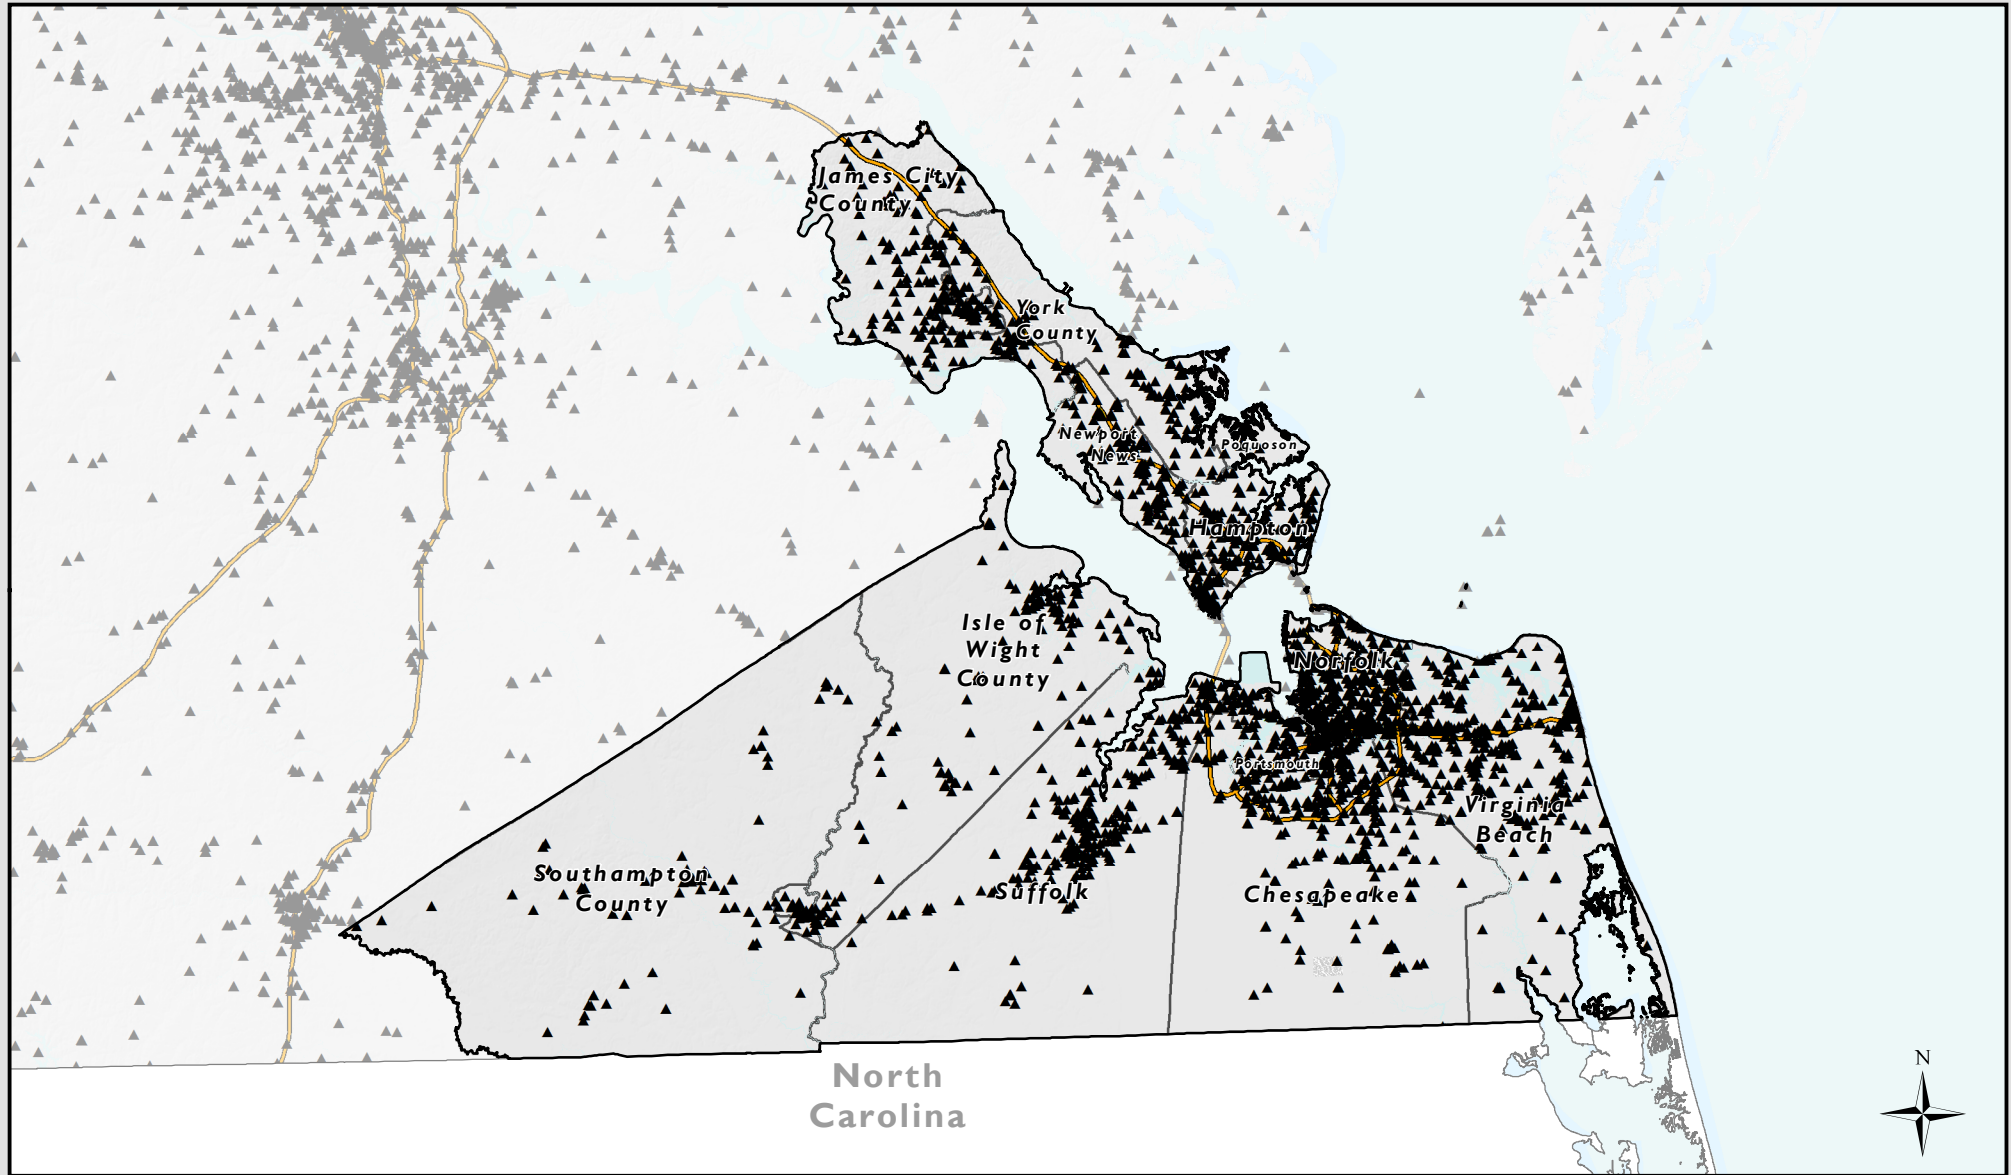 James City
County
York
County
Newport
News
Poquoson
Hampton
Isle of
Wight
County
Norfolk
Portsmouth
Virginia
Beach
Southampton
County
Suffolk
Chesapeake
North
Carolina
N